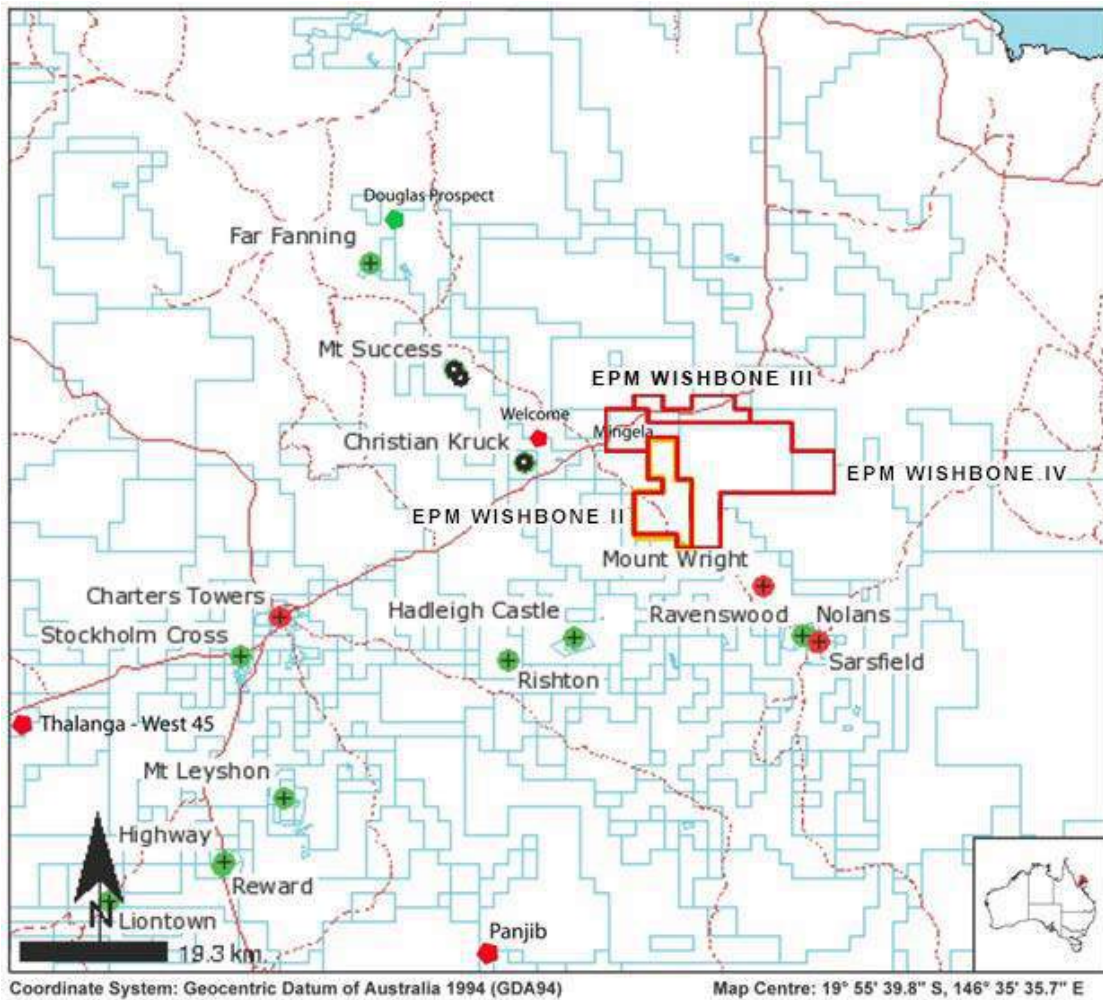 Douglas Prospect
Far Fanning
Mt Success
EPM WISHBONE III
Welcome
Mingela
Christian Kruck
EPM WISHBONE IV
EPM WISHBONE II
Mount Wright
Charters Towers
Hadleigh Castle
Ravenswood
Nolans
Stockholm Cross
Sarsfield
Rishton
Thalanga - West 45
Mt Leyshon
Highway
Reward
N
Liontown
Panjib
19.3 km.
Coordinate System: Geocentric Datum of Australia 1994 (GDA94)
Map Centre: 19° 55' 39.8" S, 146° 35' 35.7" E